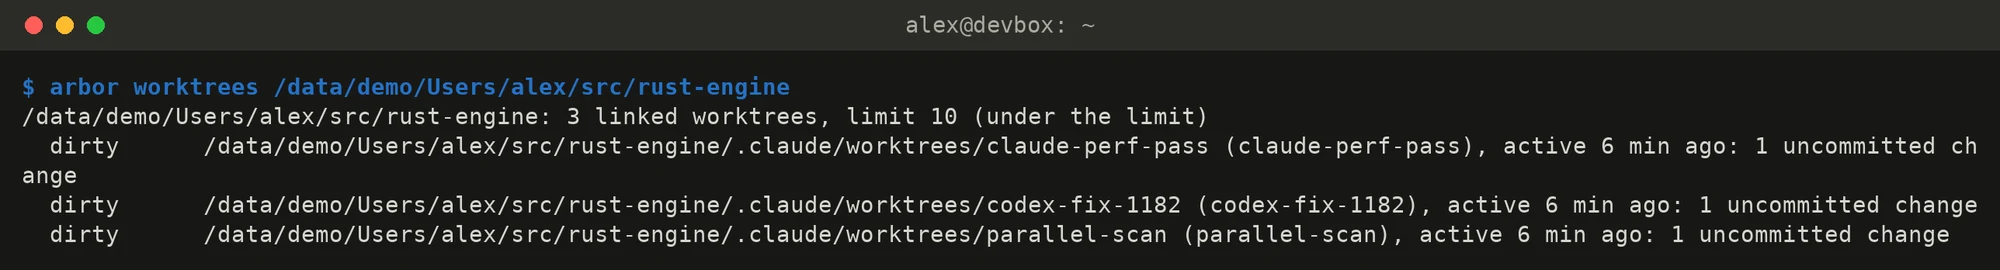 alex@devbox: ~
$ arbor worktrees /data/demo/Users/alex/src/rust-engine
/data/demo/Users/alex/src/rust-engine: 3 linked worktrees, limit 10 (under the limit)
  dirty      /data/demo/Users/alex/src/rust-engine/.claude/worktrees/claude-perf-pass (claude-perf-pass), active 6 min ago: 1 uncommitted ch
ange
  dirty      /data/demo/Users/alex/src/rust-engine/.claude/worktrees/codex-fix-1182 (codex-fix-1182), active 6 min ago: 1 uncommitted change
  dirty      /data/demo/Users/alex/src/rust-engine/.claude/worktrees/parallel-scan (parallel-scan), active 6 min ago: 1 uncommitted change